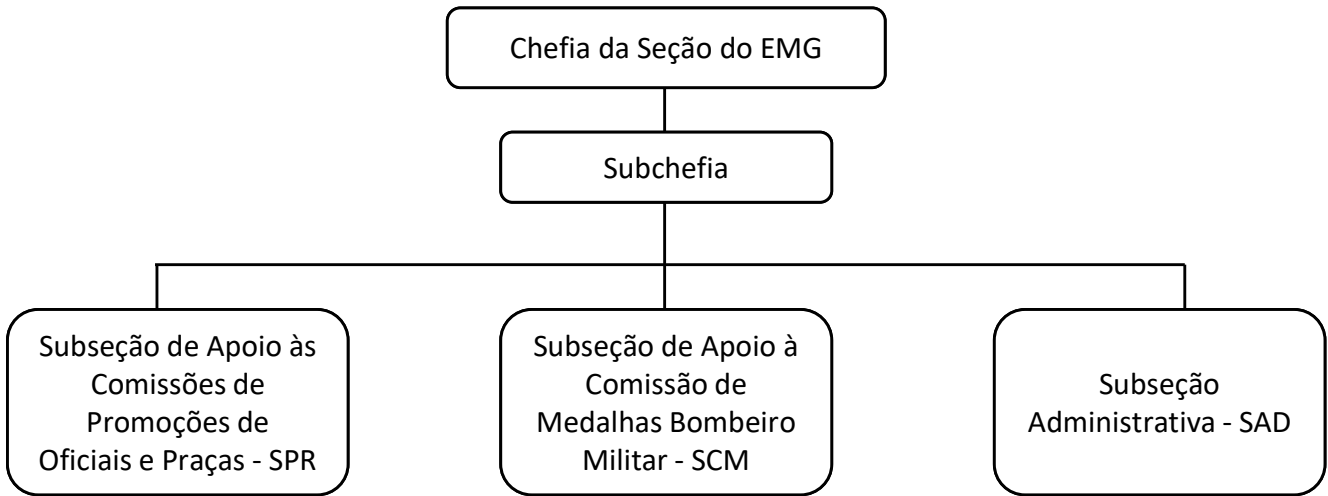 Chefia da Seção do EMG
Subchefia
Subseção de Apoio às
Comissões de
Promoções de
Oficiais e Praças - SPR
Subseção de Apoio à
Comissão de
Medalhas Bombeiro
Militar - SCM
Subseção
Administrativa - SAD